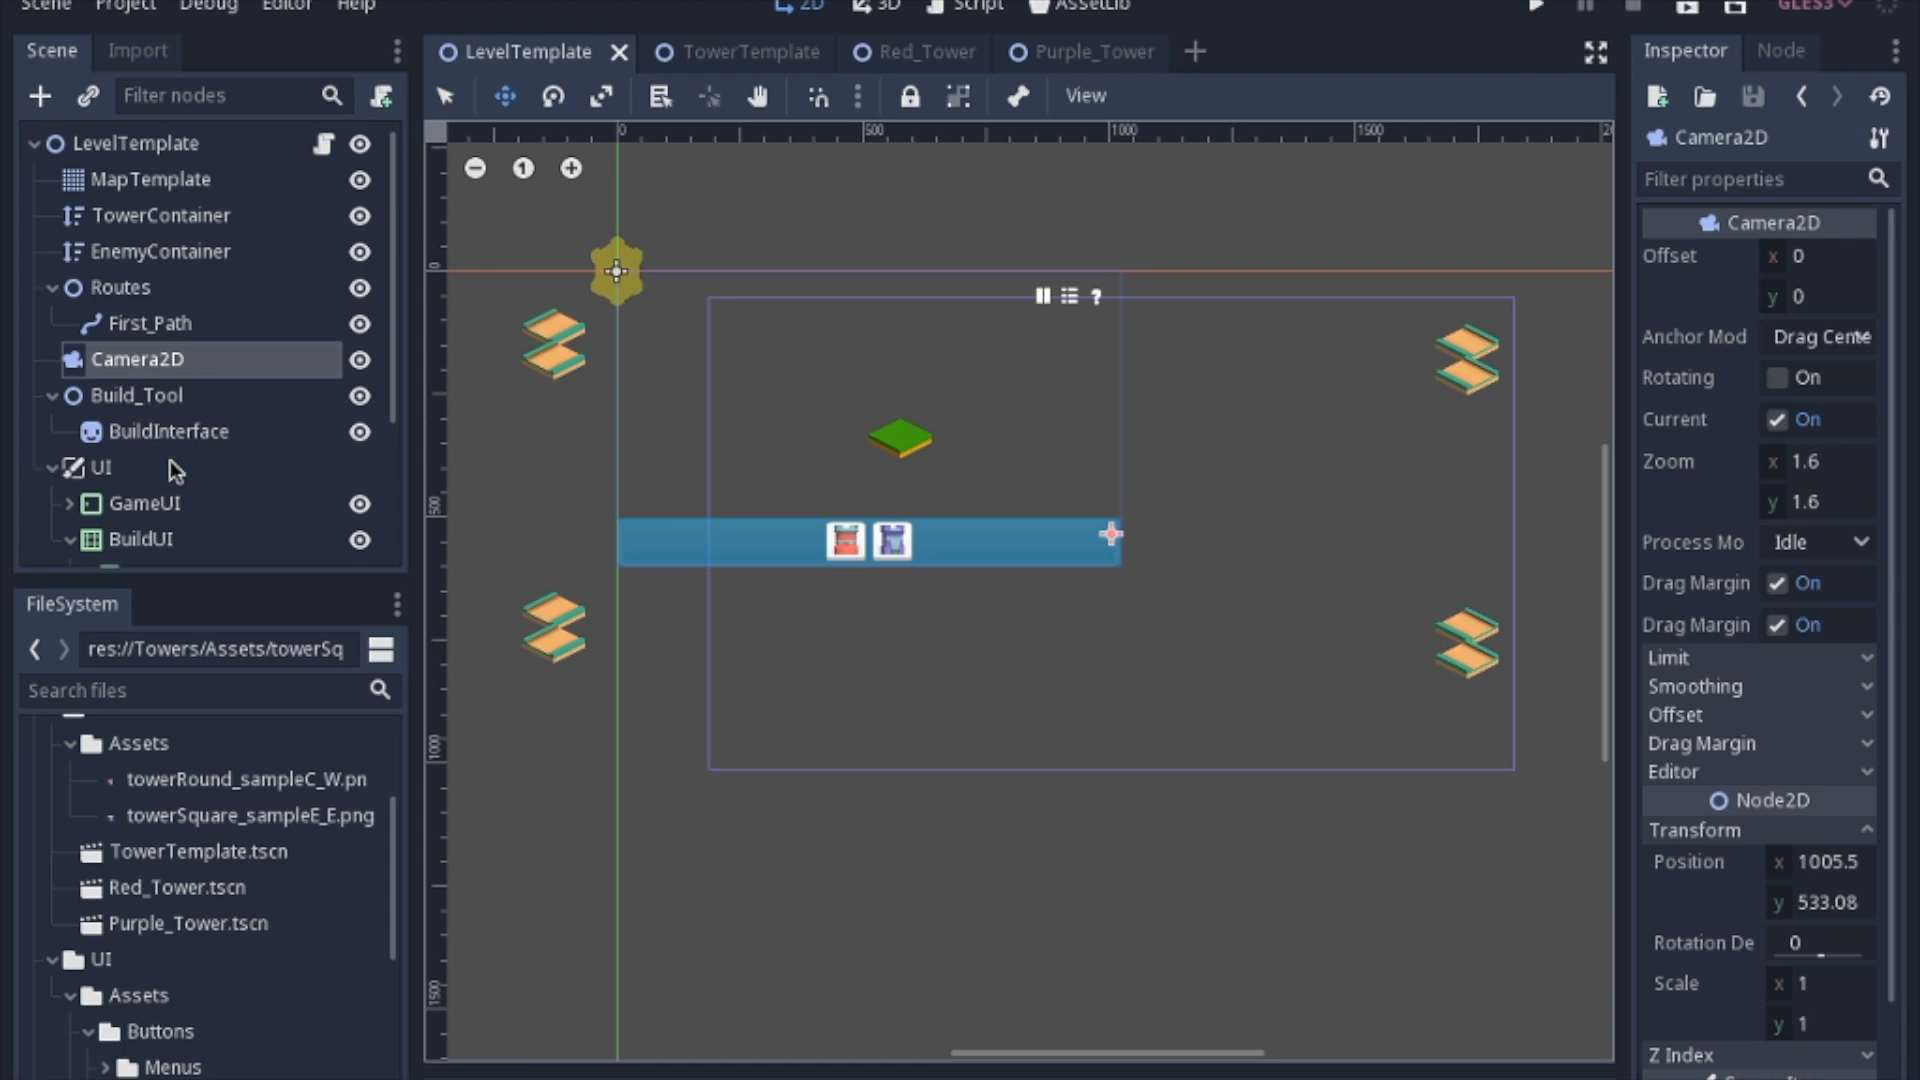 Scene Project Debug Editor Help
2D 3D Script AssetLib
GLES3
Scene Import
Filter nodes
LevelTemplate
MapTemplate
TowerContainer
EnemyContainer
Routes
First_Path
Camera2D
Build_Tool
BuildInterface
UI
GameUI
BuildUI
FileSystem
res://Towers/Assets/towerSq
Search files
Assets
towerRound_sampleC_W.pn
towerSquare_sampleE_E.png
TowerTemplate.tscn
Red_Tower.tscn
Purple_Tower.tscn
UI
Assets
Buttons
Menus
LevelTemplate TowerTemplate Red_Tower Purple_Tower
View
0 500 1000 1500 20
1
0
500
1000
1500
?
Inspector Node
Camera2D
Filter properties
Camera2D
Offset x 0
y 0
Anchor Mod Drag Cente
Rotating On
Current On
Zoom x 1.6
y 1.6
Process Mo Idle
Drag Margin On
Drag Margin On
Limit
Smoothing
Offset
Drag Margin
Editor
Node2D
Transform
Position x 1005.5
y 533.08
Rotation De 0
Scale x 1
y 1
Z Index